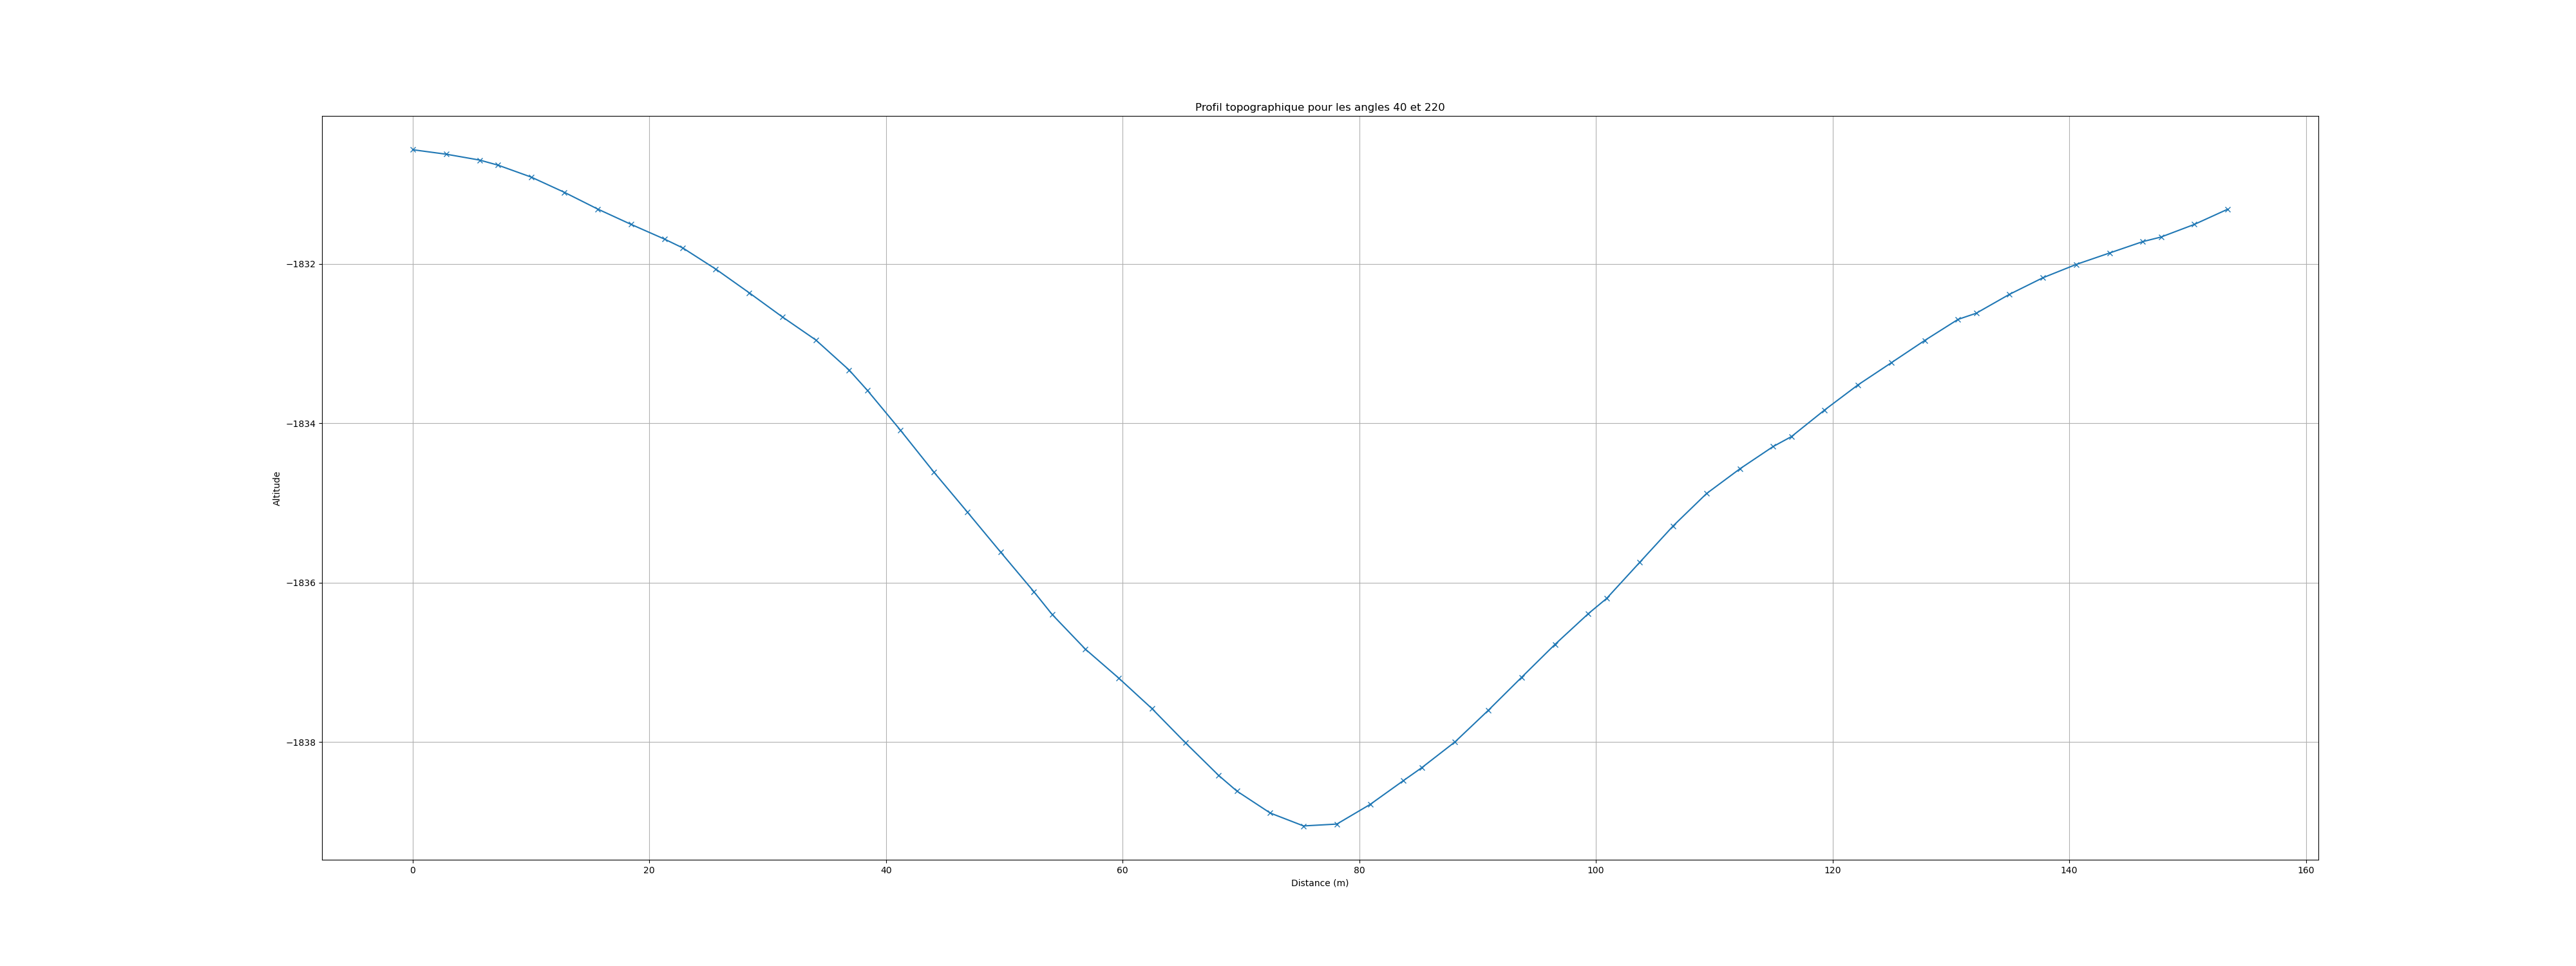 Profil topographique pour les angles 40 et 220
−1832
−1834
−1836
−1838
Altitude
0 20 40 60 80 100 120 140 160
Distance (m)